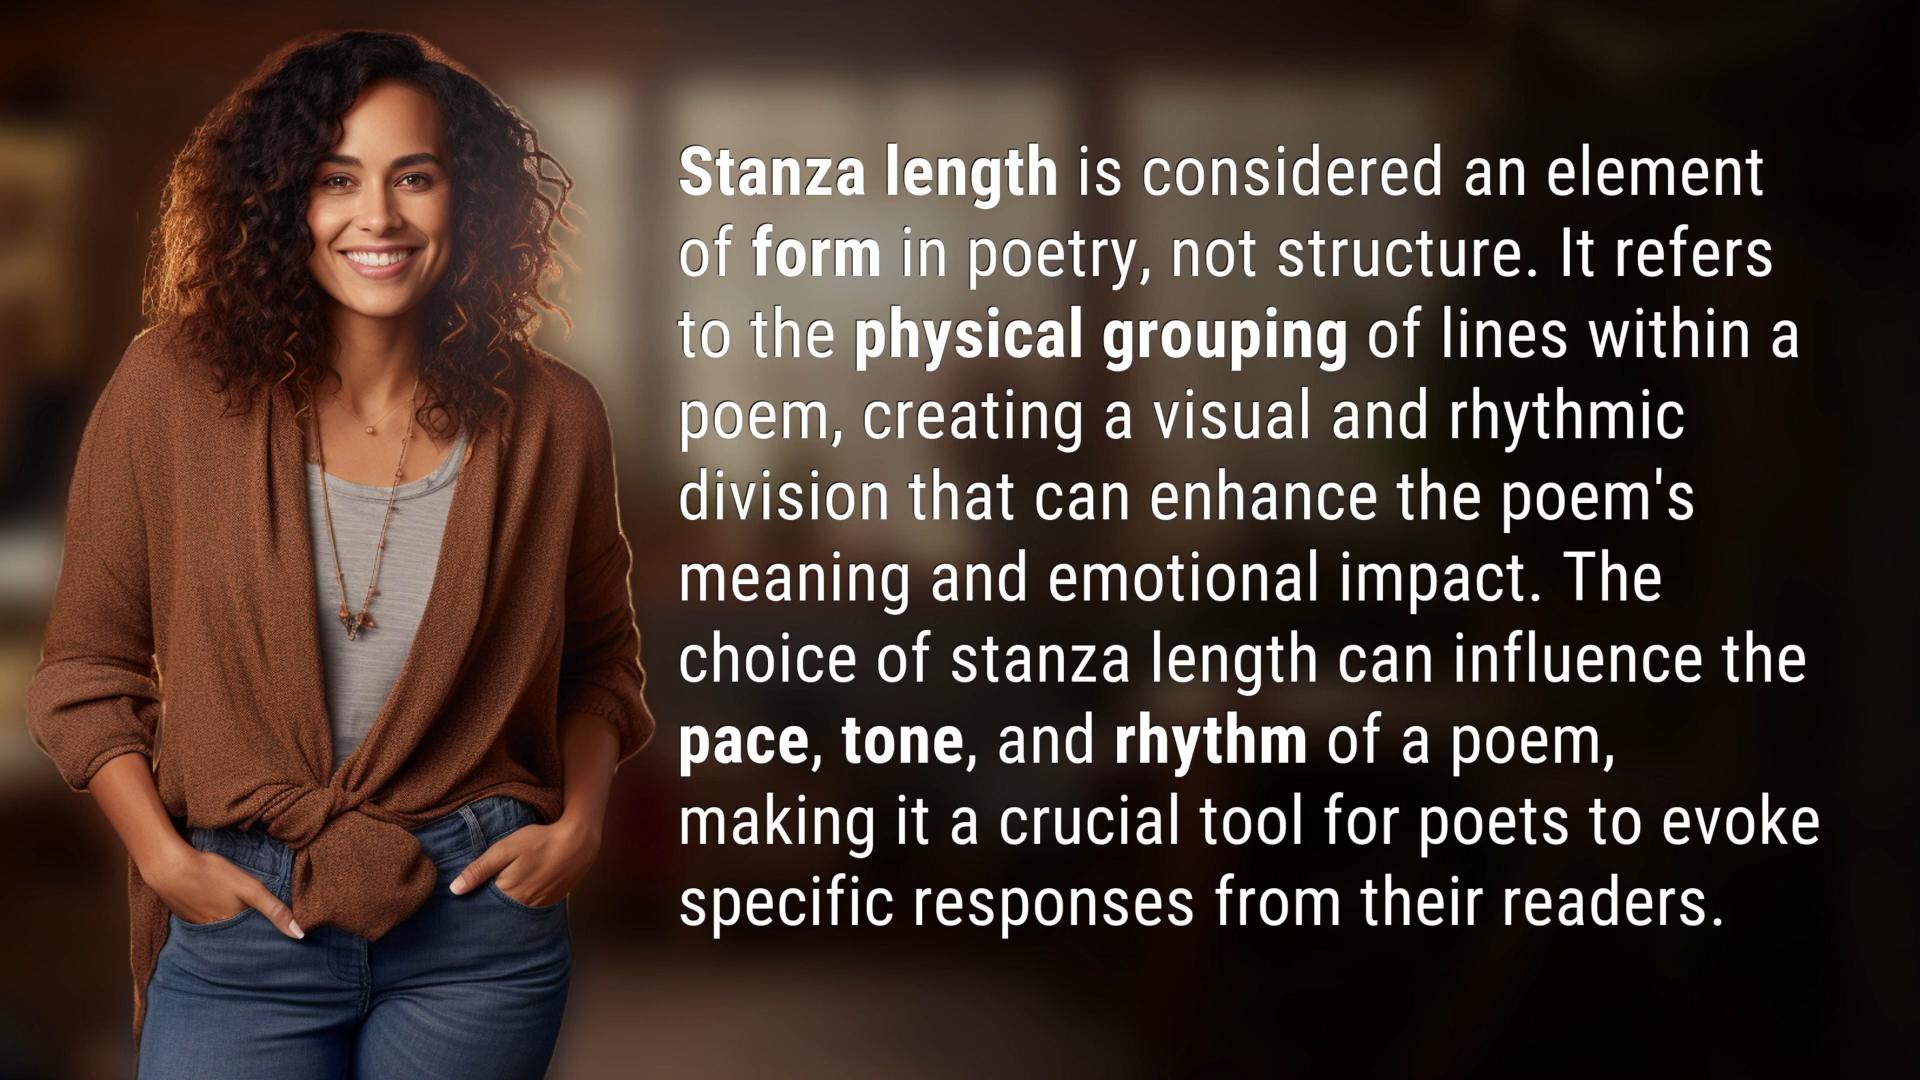 Stanza length is considered an element
of form in poetry, not structure. It refers
to the physical grouping of lines within a
poem, creating a visual and rhythmic
division that can enhance the poem's
meaning and emotional impact. The
choice of stanza length can influence the
pace, tone, and rhythm of a poem,
making it a crucial tool for poets to evoke
specific responses from their readers.